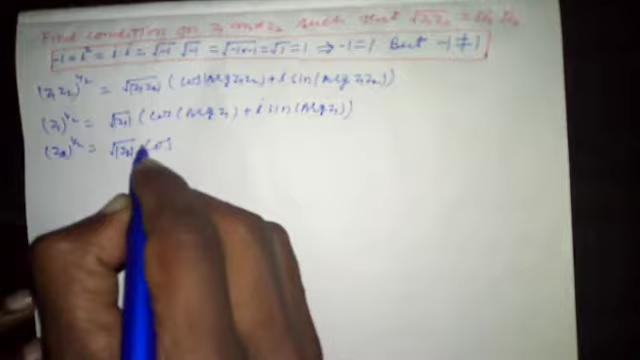 Find condition on z₁ and z₂ such that √z₁z₂ = √z₁ √z₂
-1 = i² = i·i = √-1 √-1 = √-1×-1 = √1 = 1 ⇒ -1 = 1 But -1 ≠ 1
(z₁z₂)^1/2 = √|z₁z₂| (cos(Arg z₁z₂) + i sin(Arg z₁z₂))
(z₁)^1/2 = √|z₁| (cos(Arg z₁) + i sin(Arg z₁))
(z₂)^1/2 = √|z₂|